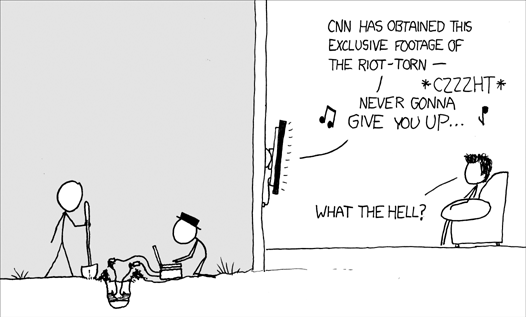 CNN HAS OBTAINED THIS
EXCLUSIVE FOOTAGE OF
THE RIOT-TORN —
*CZZZHT*
NEVER GONNA
GIVE YOU UP...
WHAT THE HELL?